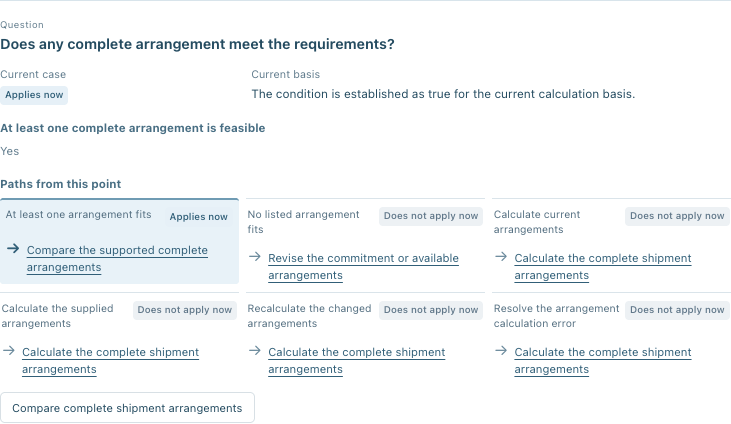 Question
Does any complete arrangement meet the requirements?
Current case
Current basis
Applies now
The condition is established as true for the current calculation basis.
At least one complete arrangement is feasible
Yes
Paths from this point
At least one arrangement fits
Applies now
→ Compare the supported complete
arrangements
No listed arrangement
fits
Does not apply now
→ Revise the commitment or available
arrangements
Calculate current
arrangements
Does not apply now
→ Calculate the complete shipment
arrangements
Calculate the supplied
arrangements
Does not apply now
→ Calculate the complete shipment
arrangements
Recalculate the changed
arrangements
Does not apply now
→ Calculate the complete shipment
arrangements
Resolve the arrangement
calculation error
Does not apply now
→ Calculate the complete shipment
arrangements
Compare complete shipment arrangements